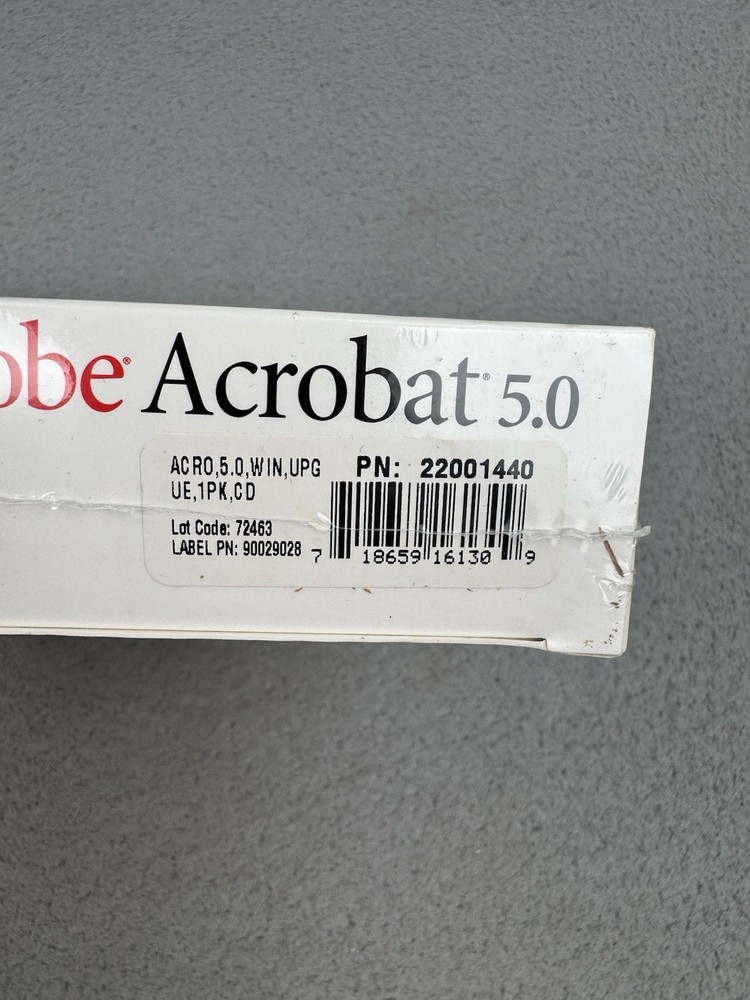 obe® Acrobat® 5.0
ACRO,5.0,WIN,UPG PN: 22001440
UE,1PK,CD
Lot Code: 72463
LABEL PN: 90029028
7 18659 16130 9